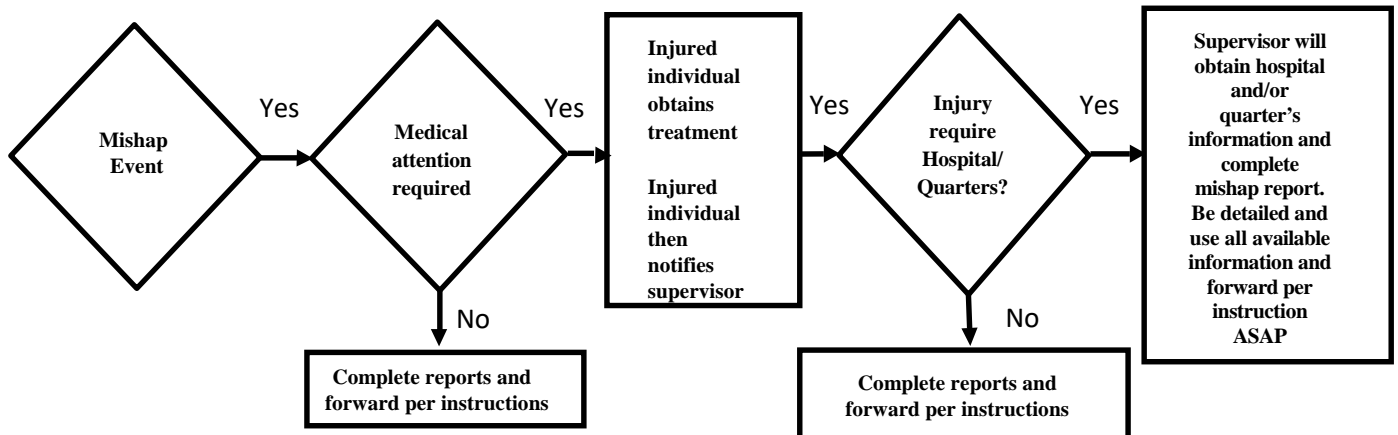 Mishap
Event
Yes
Medical
attention
required
Yes
Injured
individual
obtains
treatment
Injured
individual
then
notifies
supervisor
Yes
Injury
require
Hospital/
Quarters?
Yes
Supervisor will
obtain hospital
and/or
quarter’s
information and
complete
mishap report.
Be detailed and
use all available
information and
forward per
instruction
ASAP
No
Complete reports and
forward per instructions
No
Complete reports and
forward per instructions